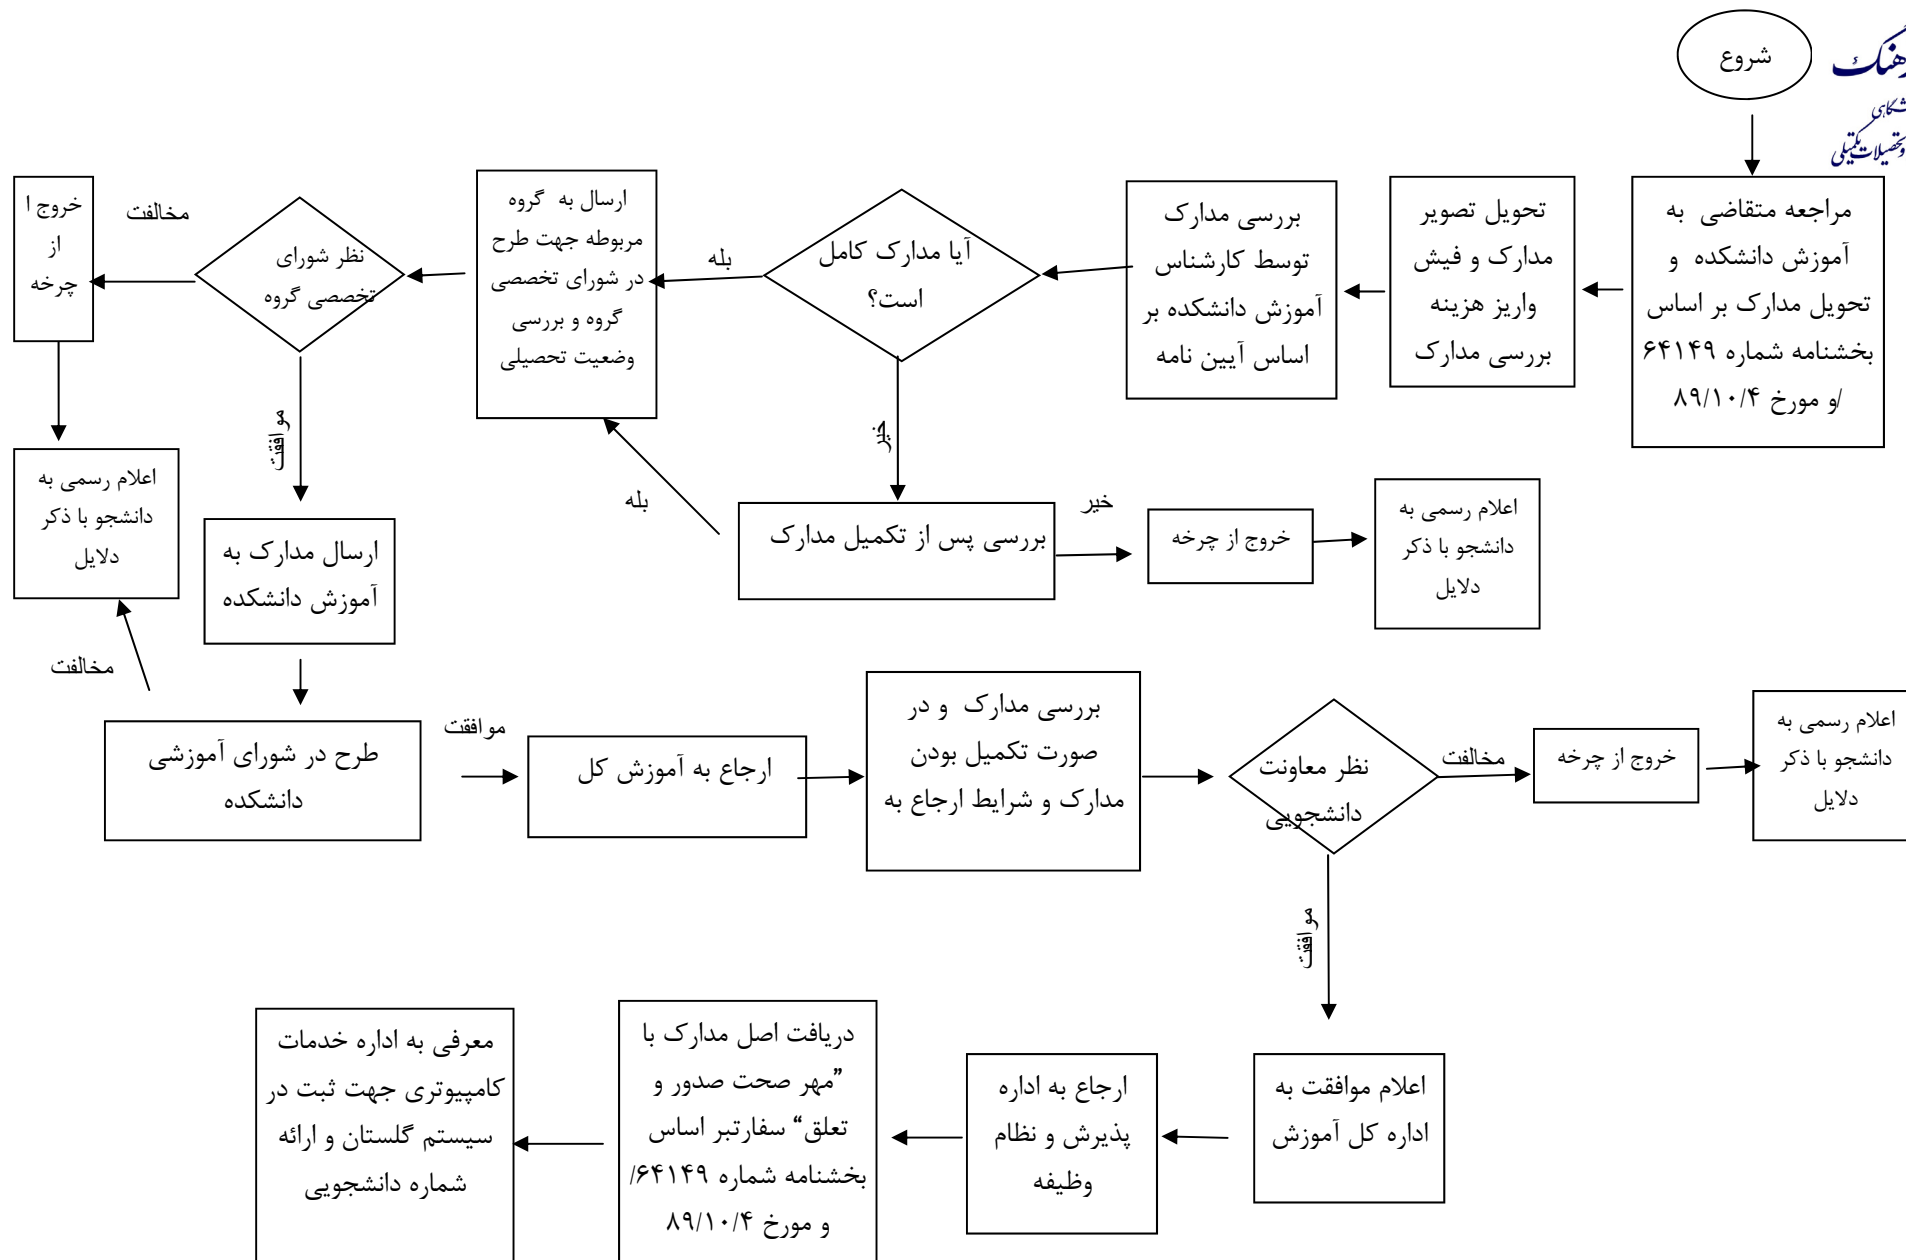 شروع
هنگ
شگاهی
وتحصیلات تکمیلی
مراجعه متقاضی به
آموزش دانشکده و
تحویل مدارک بر اساس
بخشنامه شماره ۶۴۱۴۹
/و مورخ ۸۹/۱۰/۴
تحویل تصویر
مدارک و فیش
واریز هزینه
بررسی مدارک
بررسی مدارک
توسط کارشناس
آموزش دانشکده بر
اساس آیین نامه
آیا مدارک کامل
است؟
بله
خیر
ارسال به گروه
مربوطه جهت طرح
در شورای تخصصی
گروه و بررسی
وضعیت تحصیلی
نظر شورای
تخصصی گروه
مخالفت
موافقت
خروج ا
از
چرخه
اعلام رسمی به
دانشجو با ذکر
دلایل
بررسی پس از تکمیل مدارک
بله
خیر
خروج از چرخه
اعلام رسمی به
دانشجو با ذکر
دلایل
ارسال مدارک به
آموزش دانشکده
مخالفت
طرح در شورای آموزشی
دانشکده
موافقت
ارجاع به آموزش کل
بررسی مدارک و در
صورت تکمیل بودن
مدارک و شرایط ارجاع به
نظر معاونت
دانشجویی
مخالفت
خروج از چرخه
اعلام رسمی به
دانشجو با ذکر
دلایل
موافقت
اعلام موافقت به
اداره کل آموزش
ارجاع به اداره
پذیرش و نظام
وظیفه
دریافت اصل مدارک با
”مهر صحت صدور و
تعلق“ سفارتبر اساس
بخشنامه شماره ۶۴۱۴۹/
و مورخ ۸۹/۱۰/۴
معرفی به اداره خدمات
کامپیوتری جهت ثبت در
سیستم گلستان و ارائه
شماره دانشجویی